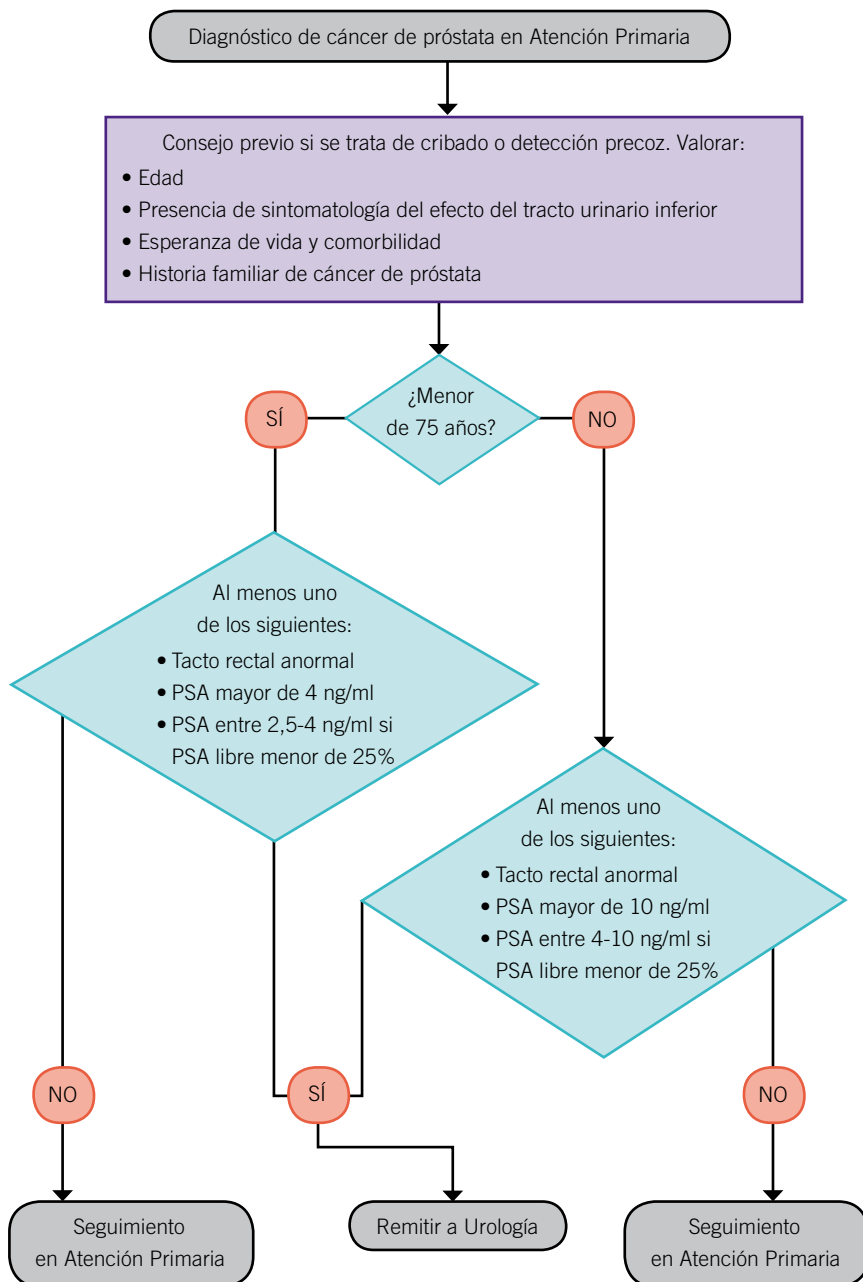 Diagnóstico de cáncer de próstata en Atención Primaria
Consejo previo si se trata de cribado o detección precoz. Valorar:
• Edad
• Presencia de sintomatología del efecto del tracto urinario inferior
• Esperanza de vida y comorbilidad
• Historia familiar de cáncer de próstata
¿Menor
de 75 años?
SÍ
NO
Al menos uno
de los siguientes:
• Tacto rectal anormal
• PSA mayor de 4 ng/ml
• PSA entre 2,5-4 ng/ml si
PSA libre menor de 25%
Al menos uno
de los siguientes:
• Tacto rectal anormal
• PSA mayor de 10 ng/ml
• PSA entre 4-10 ng/ml si
PSA libre menor de 25%
NO
SÍ
NO
Seguimiento
en Atención Primaria
Remitir a Urología
Seguimiento
en Atención Primaria